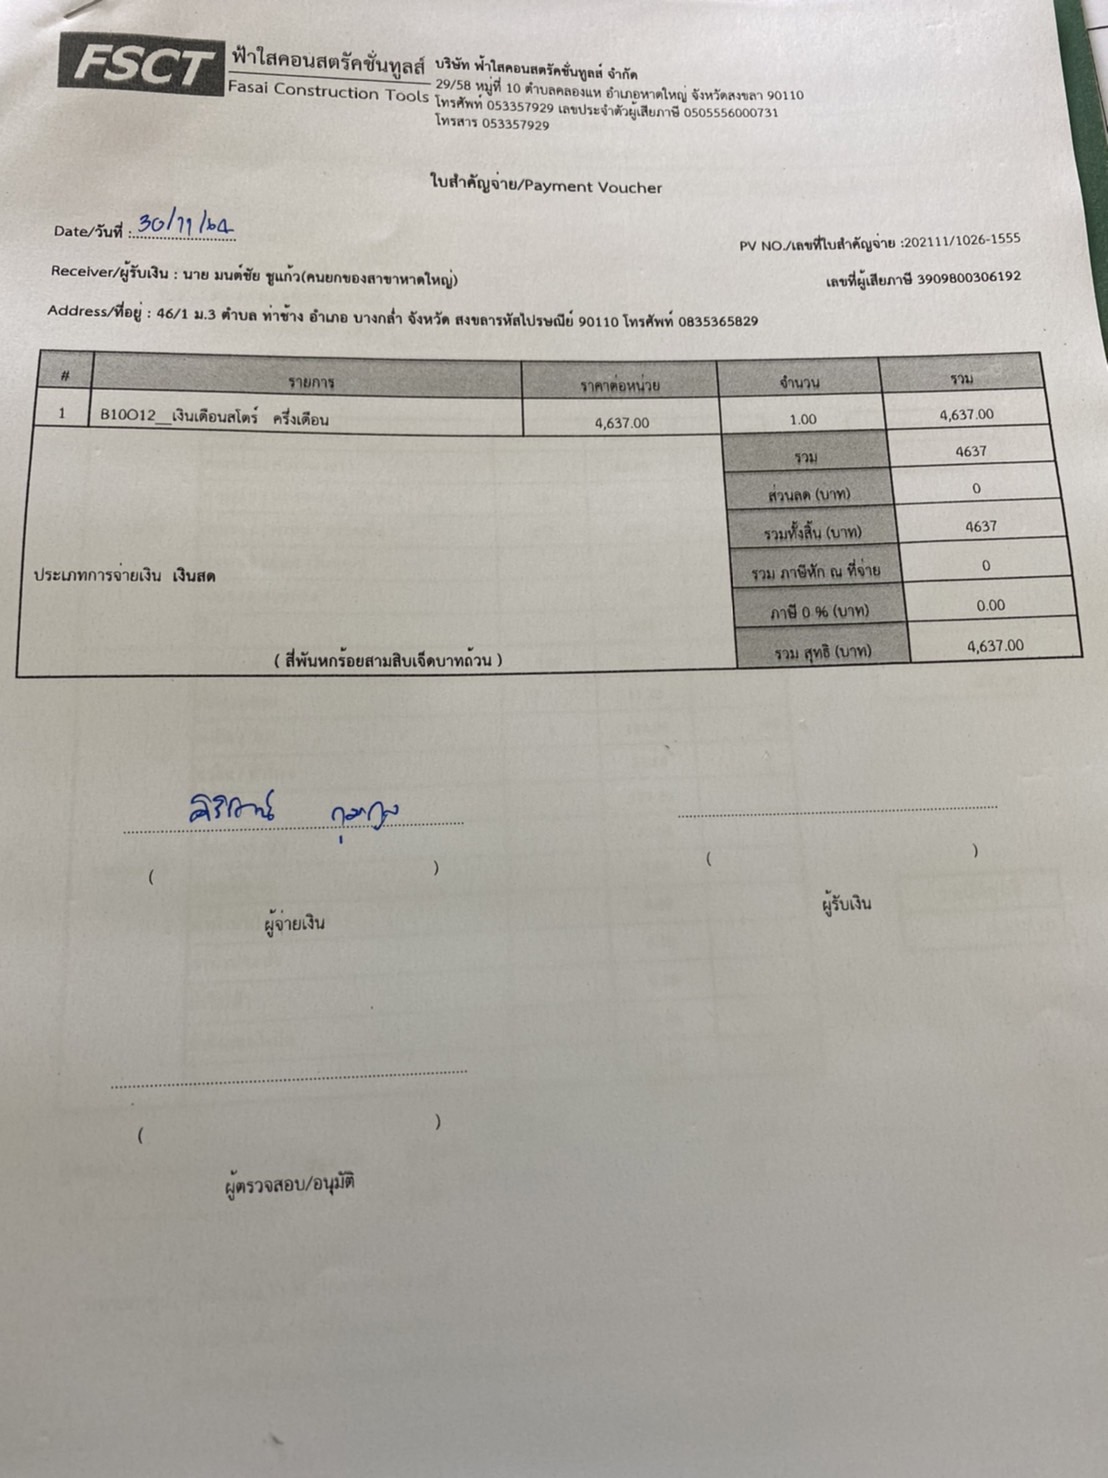 FSCT
ฟ้าใสคอนสตรัคชั่นทูลส์
Fasai Construction Tools
บริษัท ฟ้าใสคอนสตรัคชั่นทูลส์ จำกัด
29/58 หมู่ที่ 10 ตำบลคลองแห อำเภอหาดใหญ่ จังหวัดสงขลา 90110
โทรศัพท์ 053357929 เลขประจำตัวผู้เสียภาษี 0505556000731
โทรสาร 053357929
ใบสำคัญจ่าย/Payment Voucher
Date/วันที่ : 30/11/64
PV NO./เลขที่ใบสำคัญจ่าย :202111/1026-1555
Receiver/ผู้รับเงิน : นาย มนต์ชัย ชูแก้ว(คนยกของสาขาหาดใหญ่)
เลขที่ผู้เสียภาษี 3909800306192
Address/ที่อยู่ : 46/1 ม.3 ตำบล ท่าช้าง อำเภอ บางกล่ำ จังหวัด สงขลารหัสไปรษณีย์ 90110 โทรศัพท์ 0835365829
# รายการ ราคาต่อหน่วย จำนวน รวม
1 B10O12__เงินเดือนสโตร์ ครึ่งเดือน 4,637.00 1.00 4,637.00
รวม 4637
ส่วนลด (บาท) 0
รวมทั้งสิ้น (บาท) 4637
ประเภทการจ่ายเงิน เงินสด
รวม ภาษีหัก ณ ที่จ่าย 0
ภาษี 0 % (บาท) 0.00
( สี่พันหกร้อยสามสิบเจ็ดบาทถ้วน )
รวม สุทธิ (บาท) 4,637.00
( )
( )
ผู้จ่ายเงิน
ผู้รับเงิน
( )
ผู้ตรวจสอบ/อนุมัติ